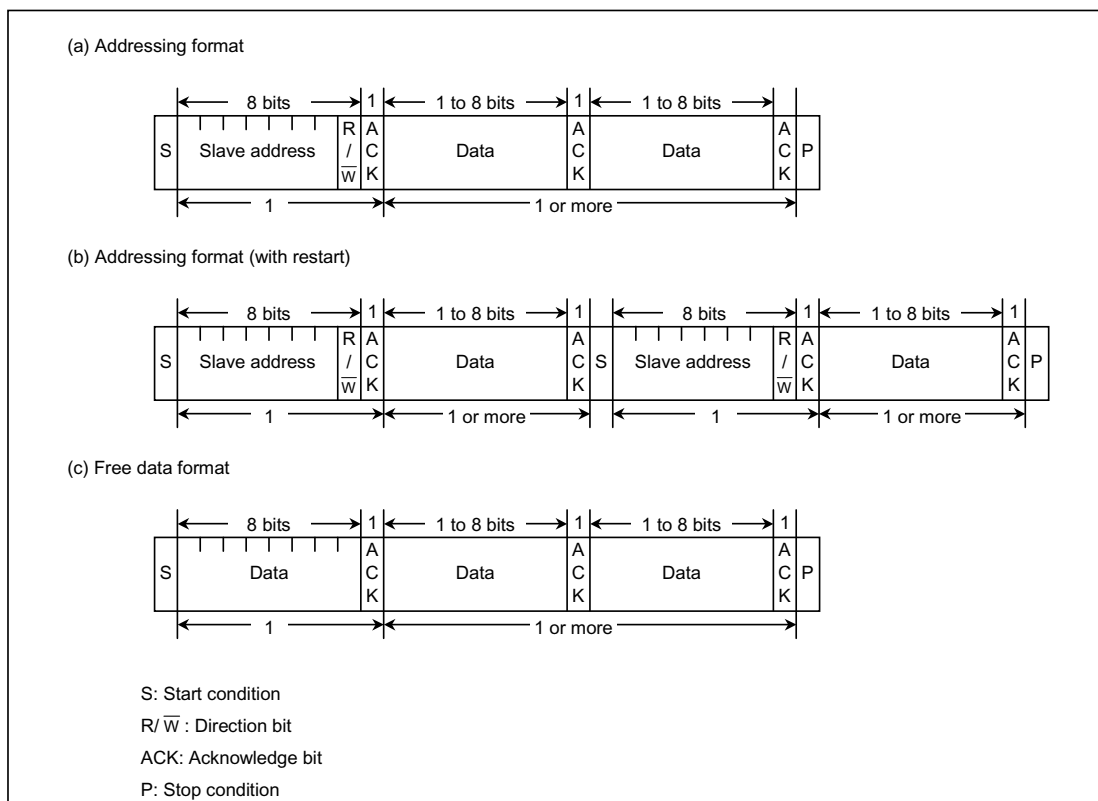 (a) Addressing format
8 bits 1 1 to 8 bits 1 1 to 8 bits
S Slave address R/W̅ ACK Data ACK Data ACK P
1 1 or more
(b) Addressing format (with restart)
8 bits 1 1 to 8 bits 1 8 bits 1 1 to 8 bits 1
S Slave address R/W̅ ACK Data ACK S Slave address R/W̅ ACK Data ACK P
1 1 or more 1 1 or more
(c) Free data format
8 bits 1 1 to 8 bits 1 1 to 8 bits 1
S Data ACK Data ACK Data ACK P
1 1 or more
S: Start condition
R/ W̅ : Direction bit
ACK: Acknowledge bit
P: Stop condition